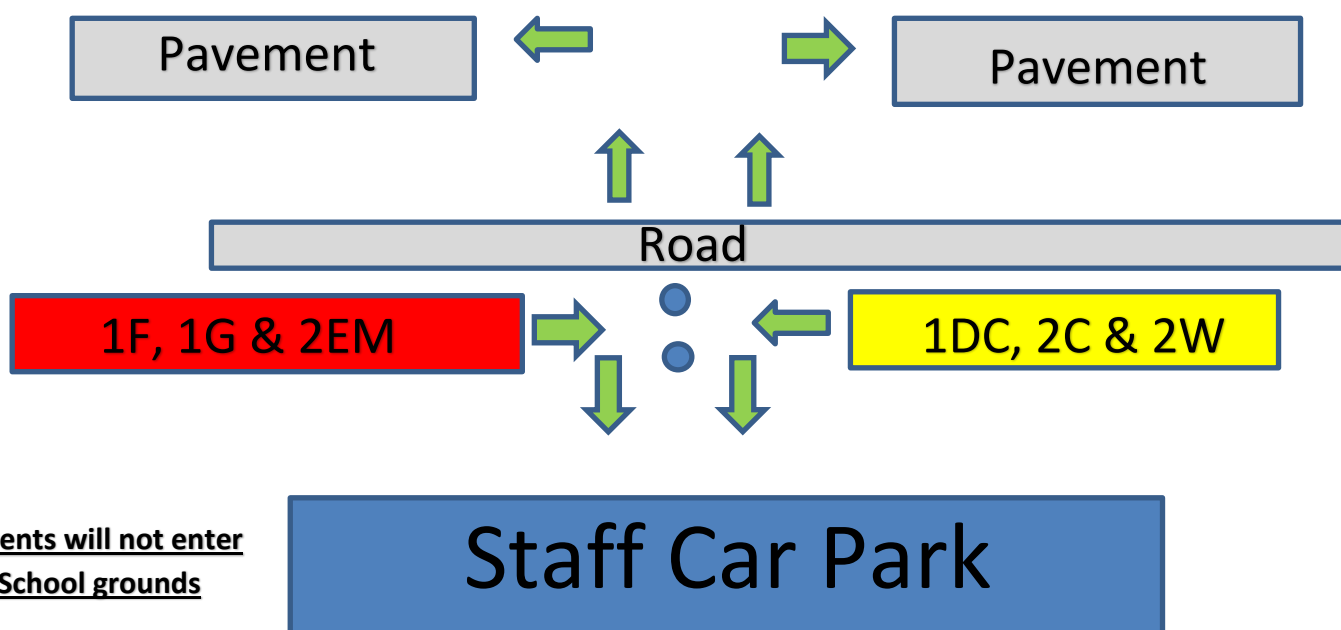 Pavement
Pavement
Road
1F, 1G & 2EM
1DC, 2C & 2W
ents will not enter
School grounds
Staff Car Park